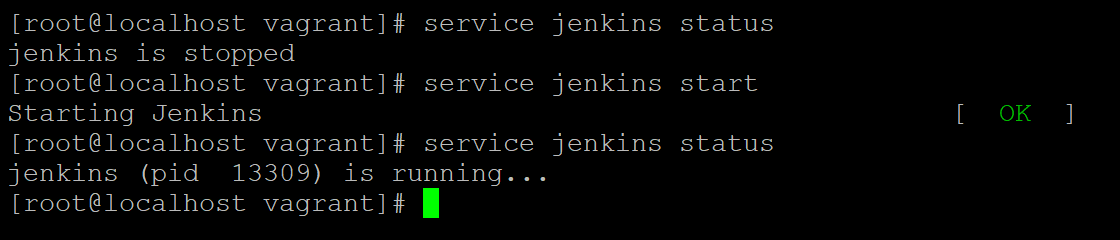 [root@localhost vagrant]# service jenkins status
jenkins is stopped
[root@localhost vagrant]# service jenkins start
Starting Jenkins                                           [  OK  ]
[root@localhost vagrant]# service jenkins status
jenkins (pid  13309) is running...
[root@localhost vagrant]#